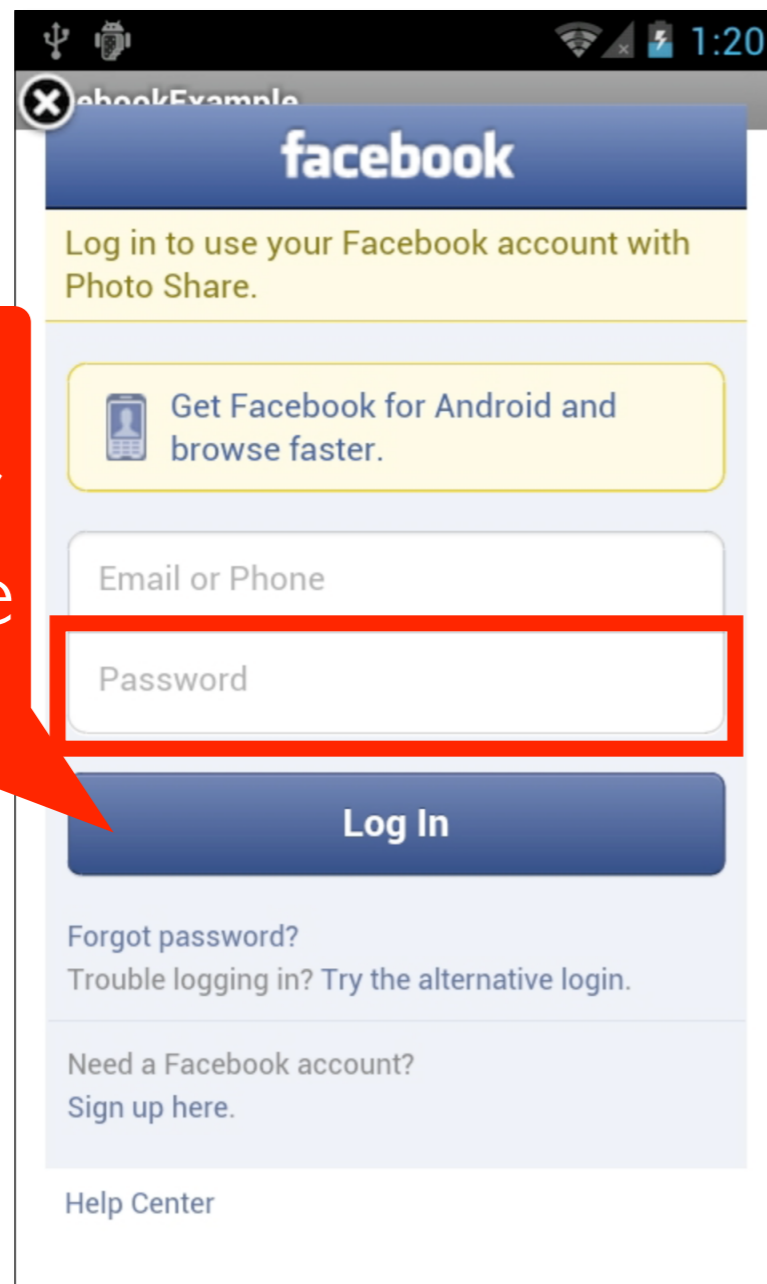 1:20
ebookExample
facebook
Log in to use your Facebook account with
Photo Share.
Get Facebook for Android and
browse faster.
Email or Phone
Password
Log In
Forgot password?
Trouble logging in? Try the alternative login.
Need a Facebook account?
Sign up here.
Help Center